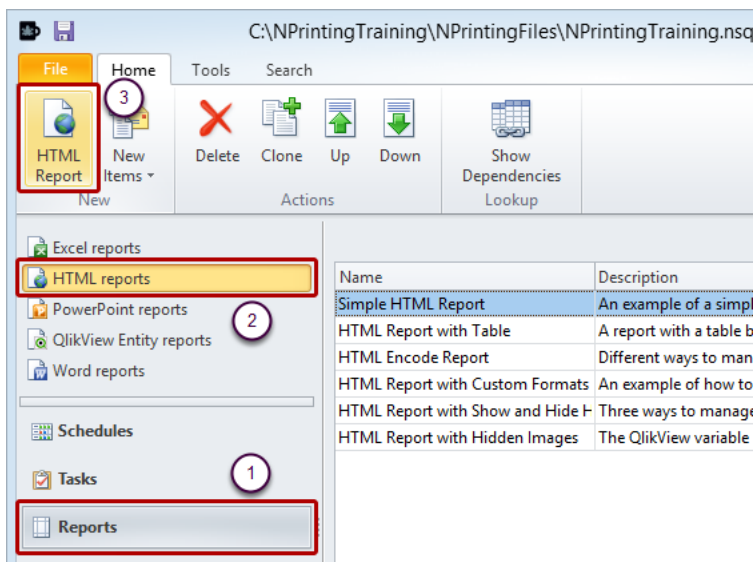 C:\NPrintingTraining\NPrintingFiles\NPrintingTraining.nsq
File Home Tools Search
3
HTML Report
New Items
Delete
Clone
Up
Down
Show Dependencies
New
Actions
Lookup
Excel reports
HTML reports
PowerPoint reports
2
QlikView Entity reports
Word reports
Schedules
Tasks
1
Reports
Name Description
Simple HTML Report An example of a simpl
HTML Report with Table A report with a table b
HTML Encode Report Different ways to man
HTML Report with Custom Formats An example of how to
HTML Report with Show and Hide H Three ways to manage
HTML Report with Hidden Images The QlikView variable